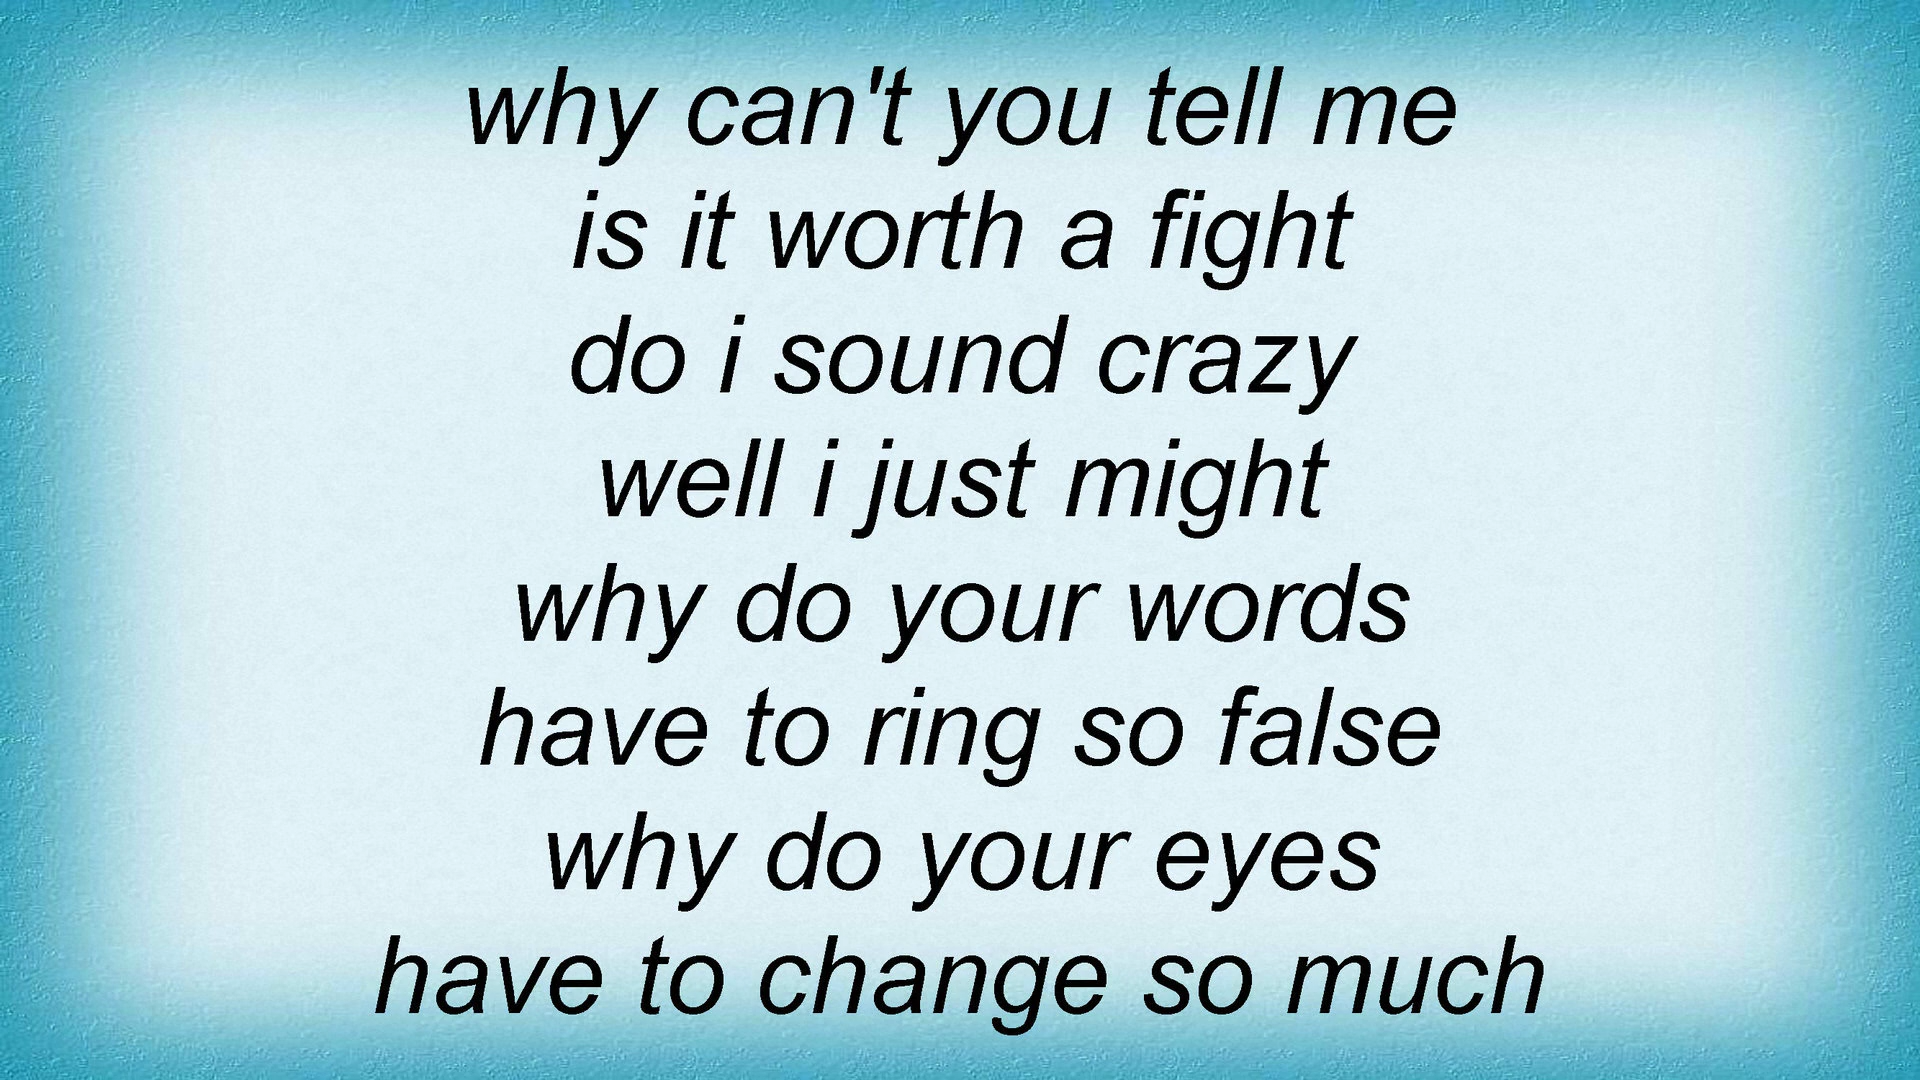 why can't you tell me
is it worth a fight
do i sound crazy
well i just might
why do your words
have to ring so false
why do your eyes
have to change so much